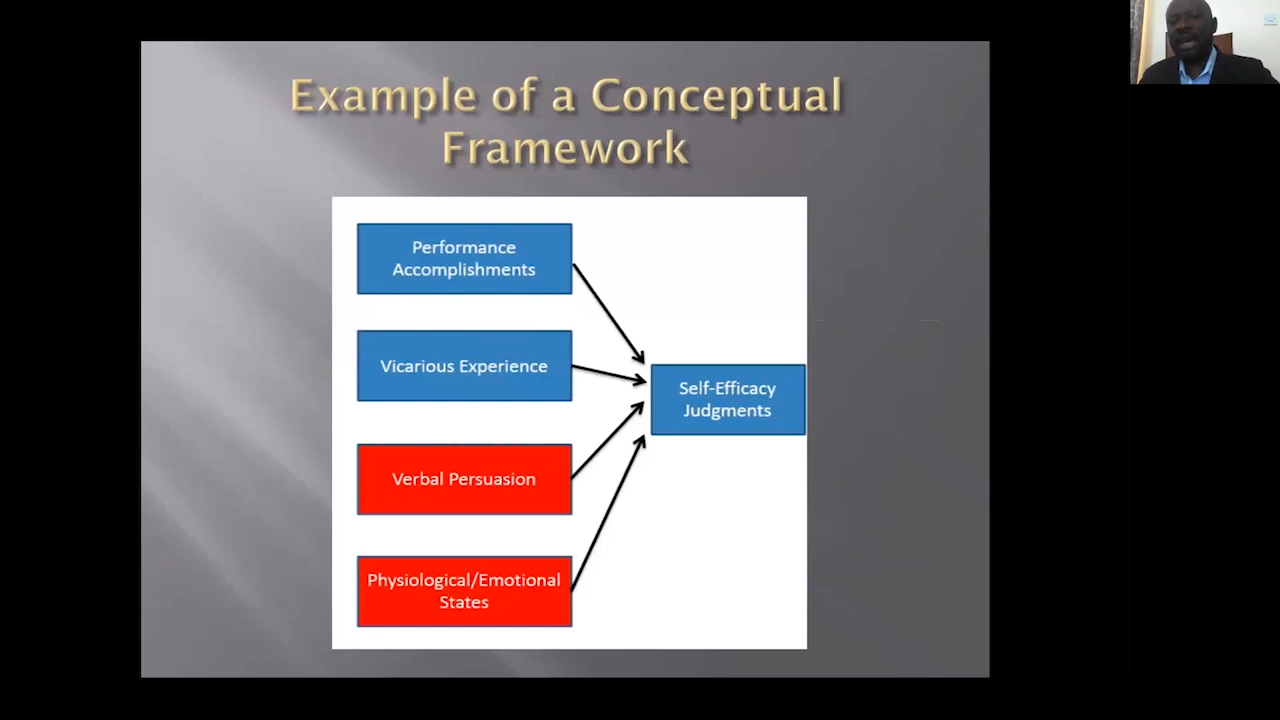 Example of a Conceptual
Framework
Performance
Accomplishments
Vicarious Experience
Self-Efficacy
Judgments
Verbal Persuasion
Physiological/Emotional
States